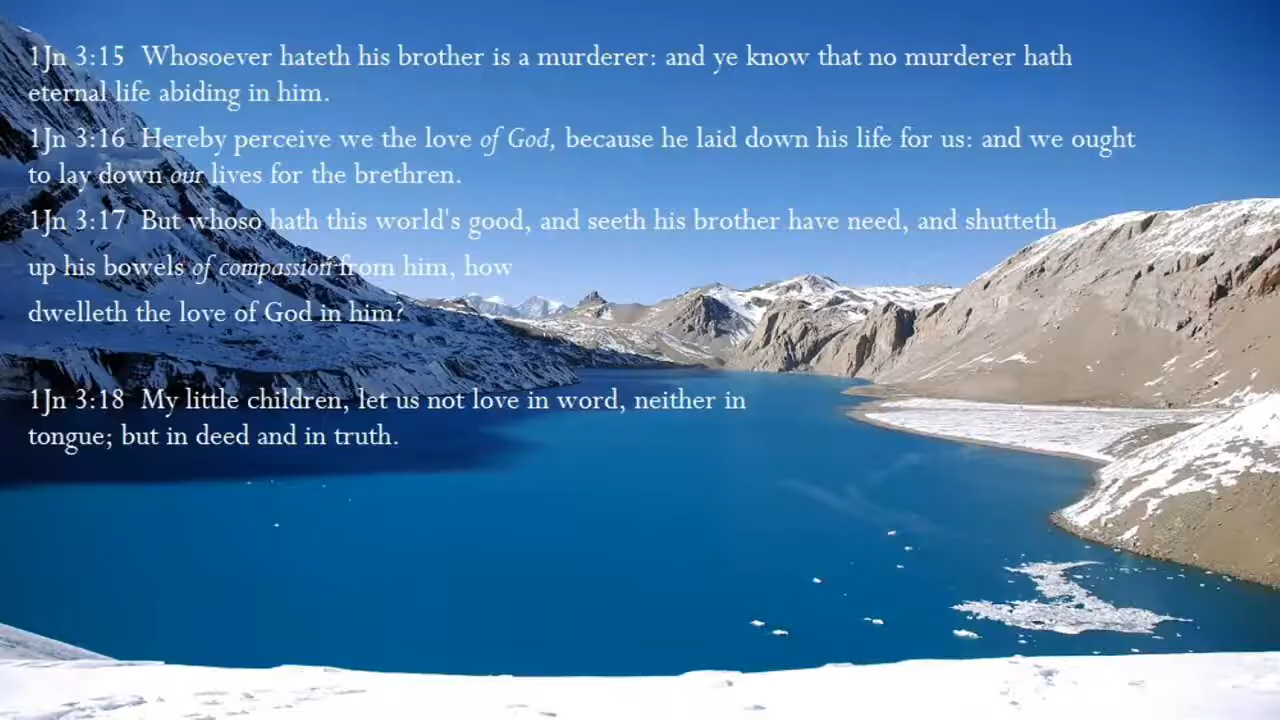 1Jn 3:15  Whosoever hateth his brother is a murderer: and ye know that no murderer hath
eternal life abiding in him.
1Jn 3:16  Hereby perceive we the love of God, because he laid down his life for us: and we ought
to lay down our lives for the brethren.
1Jn 3:17  But whoso hath this world's good, and seeth his brother have need, and shutteth
up his bowels of compassion from him, how
dwelleth the love of God in him?
1Jn 3:18  My little children, let us not love in word, neither in
tongue; but in deed and in truth.